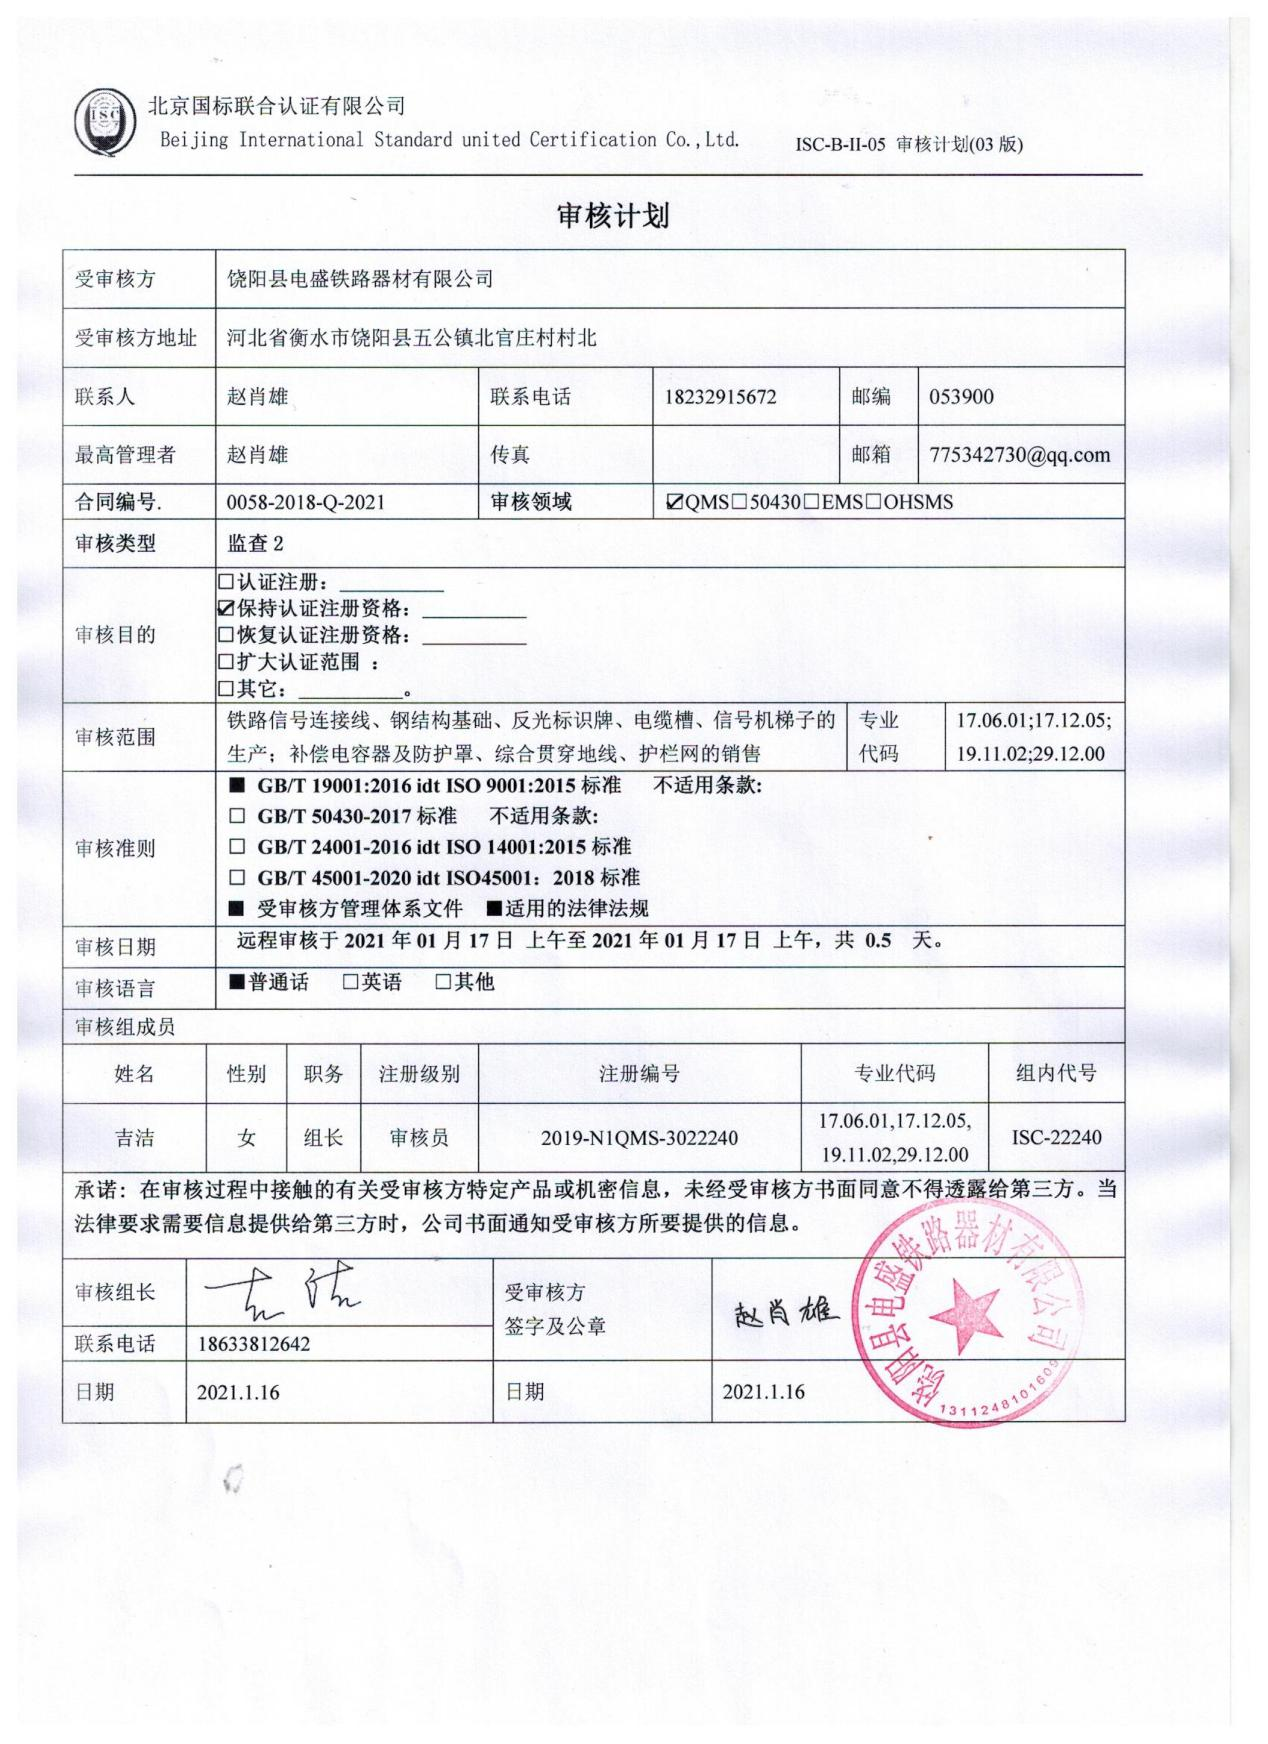 ISC
北京国标联合认证有限公司
Beijing International Standard united Certification Co.,Ltd.
ISC-B-II-05 审核计划(03 版)
审核计划
受审核方 饶阳县电盛铁路器材有限公司
受审核方地址 河北省衡水市饶阳县五公镇北官庄村村北
联系人 赵肖雄 联系电话 18232915672 邮编 053900
最高管理者 赵肖雄 传真 邮箱 775342730@qq.com
合同编号. 0058-2018-Q-2021 审核领域 ☑QMS□50430□EMS□OHSMS
审核类型 监查 2
审核目的
□认证注册：
☑保持认证注册资格：
□恢复认证注册资格：
□扩大认证范围 ：
□其它： 。
审核范围
铁路信号连接线、钢结构基础、反光标识牌、电缆槽、信号机梯子的
生产；补偿电容器及防护罩、综合贯穿地线、护栏网的销售
专业
代码
17.06.01;17.12.05;
19.11.02;29.12.00
审核准则
■ GB/T 19001:2016 idt ISO 9001:2015 标准 不适用条款:
□ GB/T 50430-2017 标准 不适用条款:
□ GB/T 24001-2016 idt ISO 14001:2015 标准
□ GB/T 45001-2020 idt ISO45001：2018 标准
■ 受审核方管理体系文件 ■适用的法律法规
审核日期 远程审核于 2021 年 01 月 17 日 上午至 2021 年 01 月 17 日 上午，共 0.5 天。
审核语言 ■普通话 □英语 □其他
审核组成员
姓名 性别 职务 注册级别 注册编号 专业代码 组内代号
吉洁 女 组长 审核员 2019-N1QMS-3022240
17.06.01,17.12.05,
19.11.02,29.12.00
ISC-22240
承诺：在审核过程中接触的有关受审核方特定产品或机密信息，未经受审核方书面同意不得透露给第三方。当
法律要求需要信息提供给第三方时，公司书面通知受审核方所要提供的信息。
审核组长 吉洁
受审核方
签字及公章
赵肖雄
联系电话 18633812642
日期 2021.1.16 日期 2021.1.16
饶阳县电盛铁路器材有限公司
1311248101609